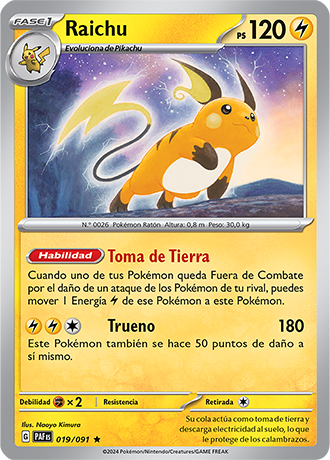 FASE 1
Raichu
PS 120
Evoluciona de Pikachu
N.º 0026 Pokémon Ratón Altura: 0,8 m Peso: 30,0 kg
Habilidad Toma de Tierra
Cuando uno de tus Pokémon queda Fuera de Combate
por el daño de un ataque de los Pokémon de tu rival, puedes
mover 1 Energía de ese Pokémon a este Pokémon.
Trueno 180
Este Pokémon también se hace 50 puntos de daño a
sí mismo.
Debilidad ×2 Resistencia Retirada
Ilus. Naoyo Kimura
G PAF ES 019/091 ★
Su cola actúa como toma de tierra y
descarga electricidad al suelo, lo que
le protege de los calambrazos.
©2024 Pokémon/Nintendo/Creatures/GAME FREAK